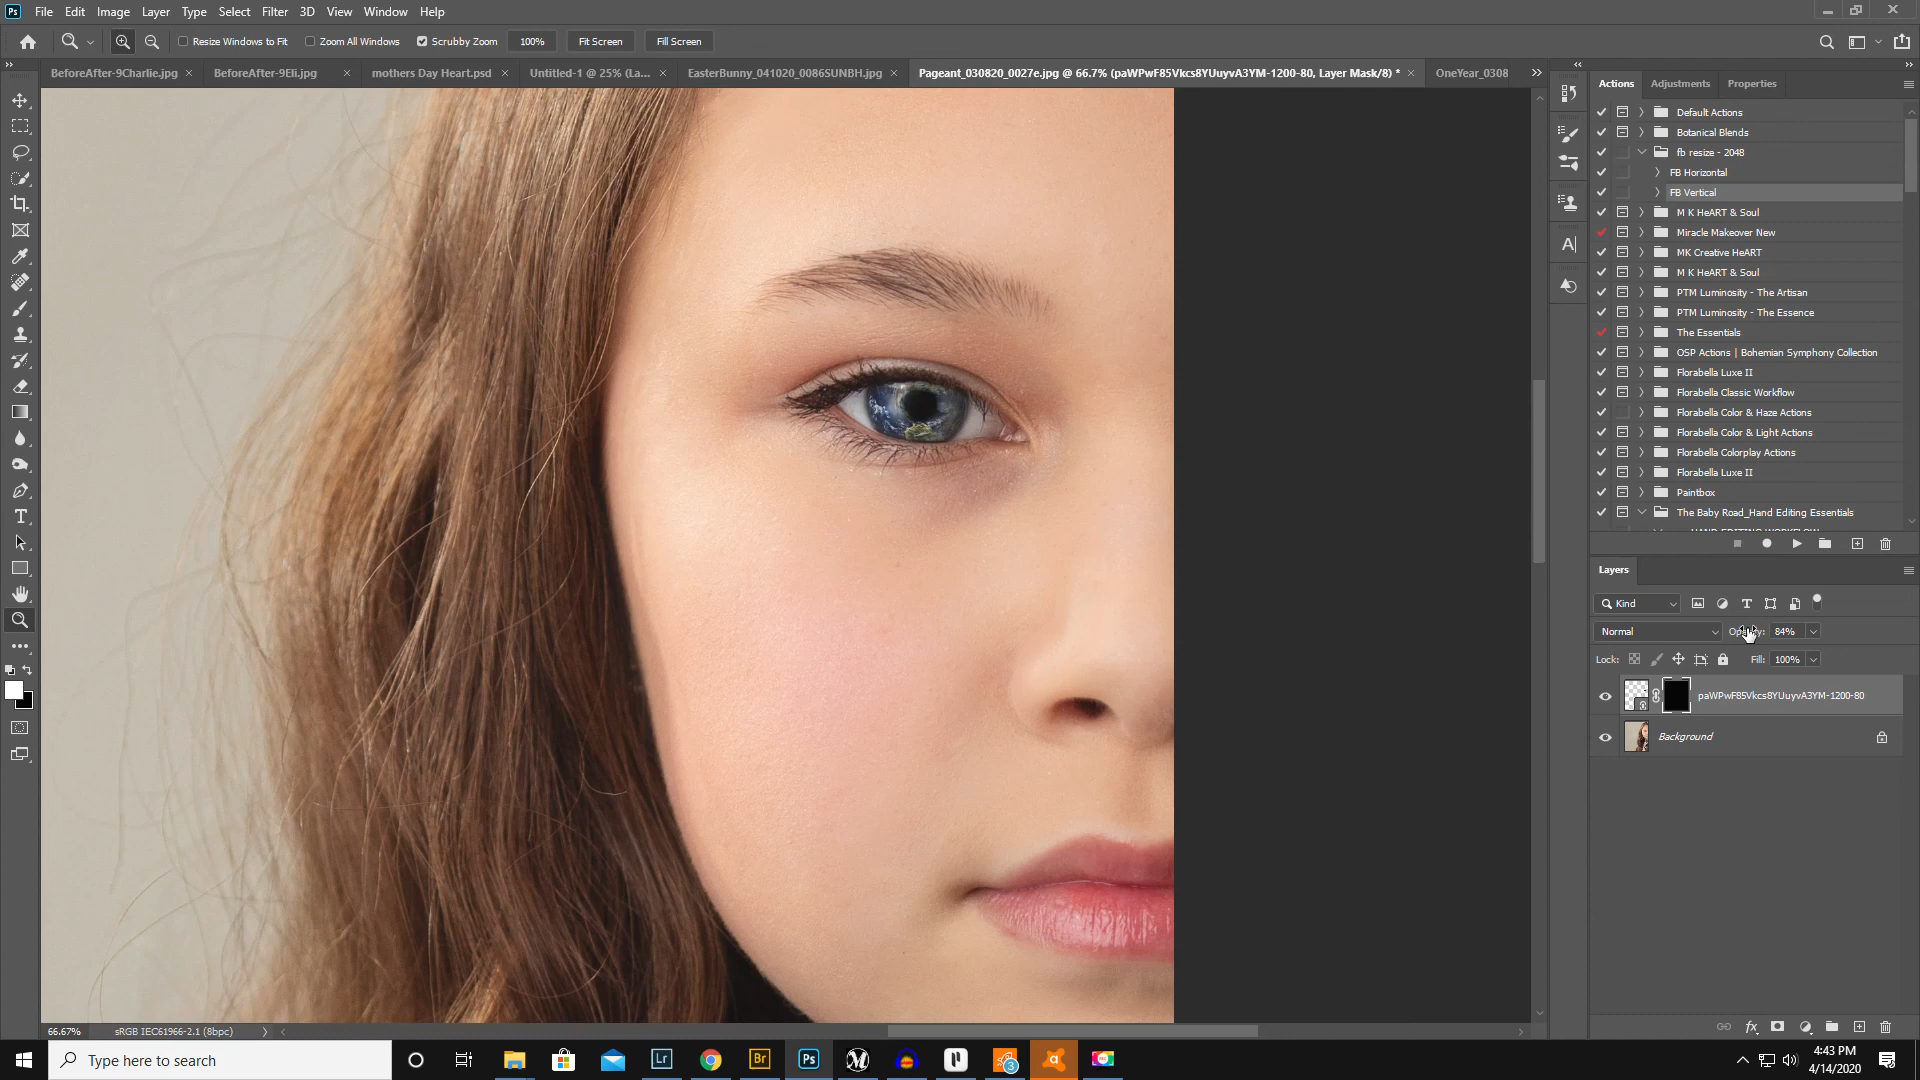 Ps File Edit Image Layer Type Select Filter 3D View Window Help
Resize Windows to Fit Zoom All Windows Scrubby Zoom 100% Fit Screen Fill Screen
BeforeAfter-9Charlie.jpg BeforeAfter-9Eli.jpg mothers Day Heart.psd Untitled-1 @ 25% (La... EasterBunny_041020_0086SUNBH.jpg Pageant_030820_0027e.jpg @ 66.7% (paWPwF85Vkcs8YUuyvA3YM-1200-80, Layer Mask/8) * OneYear_0308
Actions Adjustments Properties
Default Actions
Botanical Blends
fb resize - 2048
FB Horizontal
FB Vertical
M K HeART & Soul
Miracle Makeover New
MK Creative HeART
M K HeART & Soul
PTM Luminosity - The Artisan
PTM Luminosity - The Essence
The Essentials
OSP Actions | Bohemian Symphony Collection
Florabella Luxe II
Florabella Classic Workflow
Florabella Color & Haze Actions
Florabella Color & Light Actions
Florabella Colorplay Actions
Florabella Luxe II
Paintbox
The Baby Road_Hand Editing Essentials
Layers
Kind
Normal 84%
Lock: Fill: 100%
paWPwF85Vkcs8YUuyvA3YM-1200-80
Background
66.67% sRGB IEC61966-2.1 (8bpc)
Type here to search
Lr Br Ps 3
4:43 PM
4/14/2020